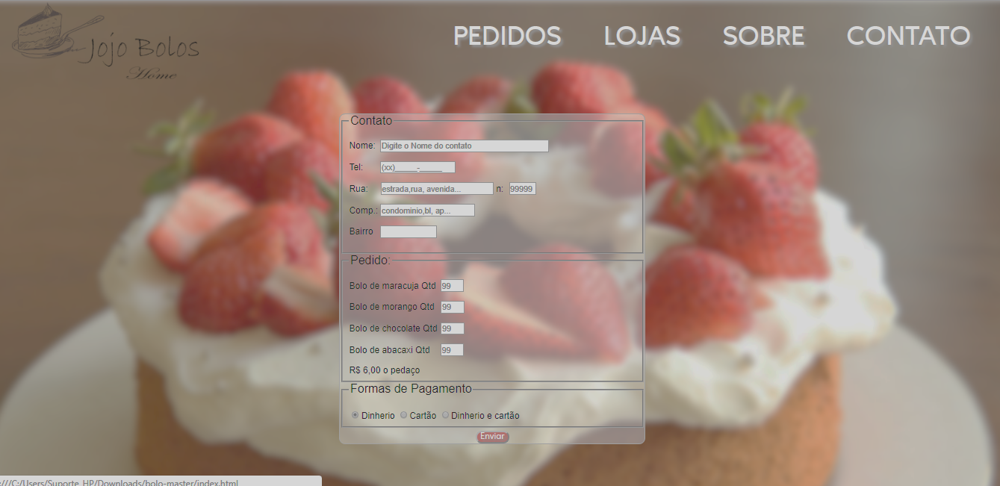 Jojo Bolos
Home
PEDIDOS LOJAS SOBRE CONTATO
Contato
Nome: Digite o Nome do contato
Tel: (xx)_____-_____
Rua: estrada,rua, avenida... n: 99999
Comp.: condominio,bl, ap...
Bairro
Pedido:
Bolo de maracuja Qtd 99
Bolo de morango Qtd 99
Bolo de chocolate Qtd 99
Bolo de abacaxi Qtd 99
R$ 6,00 o pedaço
Formas de Pagamento
Dinherio Cartão Dinherio e cartão
Enviar
:///C:/Users/Suporte_HP/Downloads/bolo-master/index.html